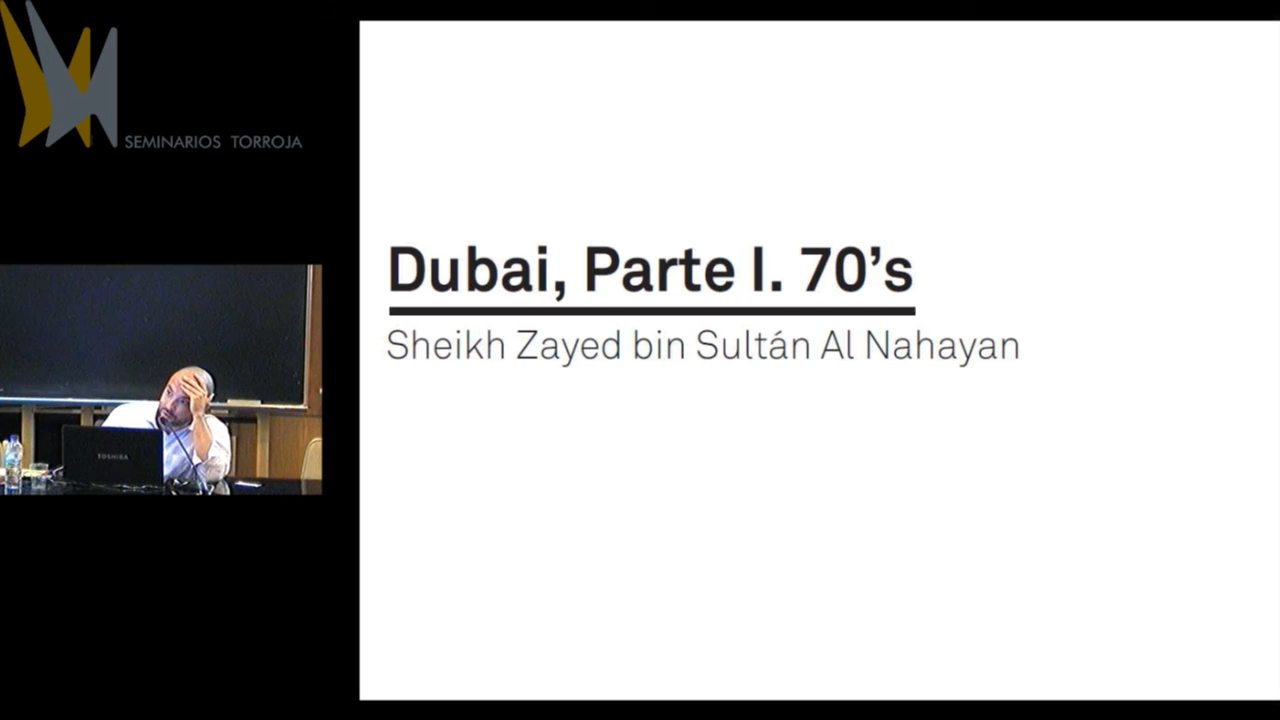 SEMINARIOS TORROJA
Dubai, Parte I. 70's
Sheikh Zayed bin Sultán Al Nahayan
TOSHIBA